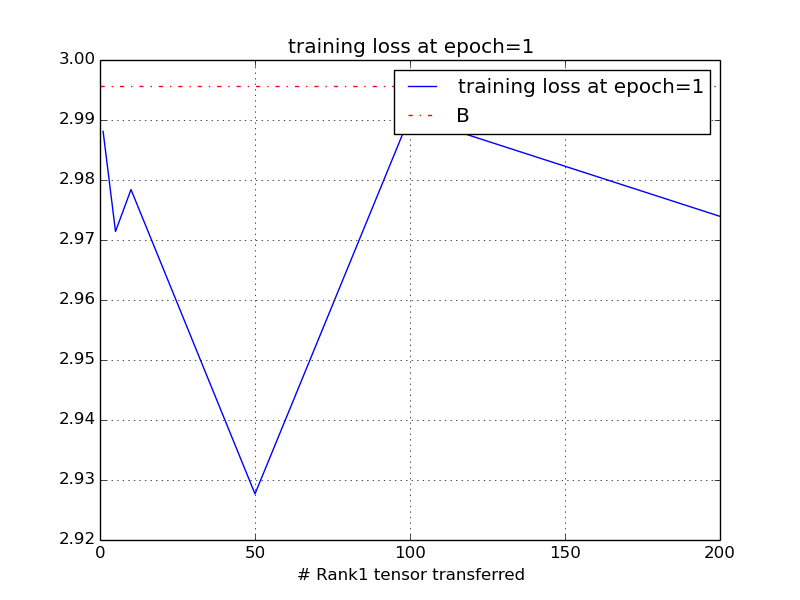 training loss at epoch=1
3.00
2.99
2.98
2.97
2.96
2.95
2.94
2.93
2.92
training loss at epoch=1
B
0 50 100 150 200
# Rank1 tensor transferred